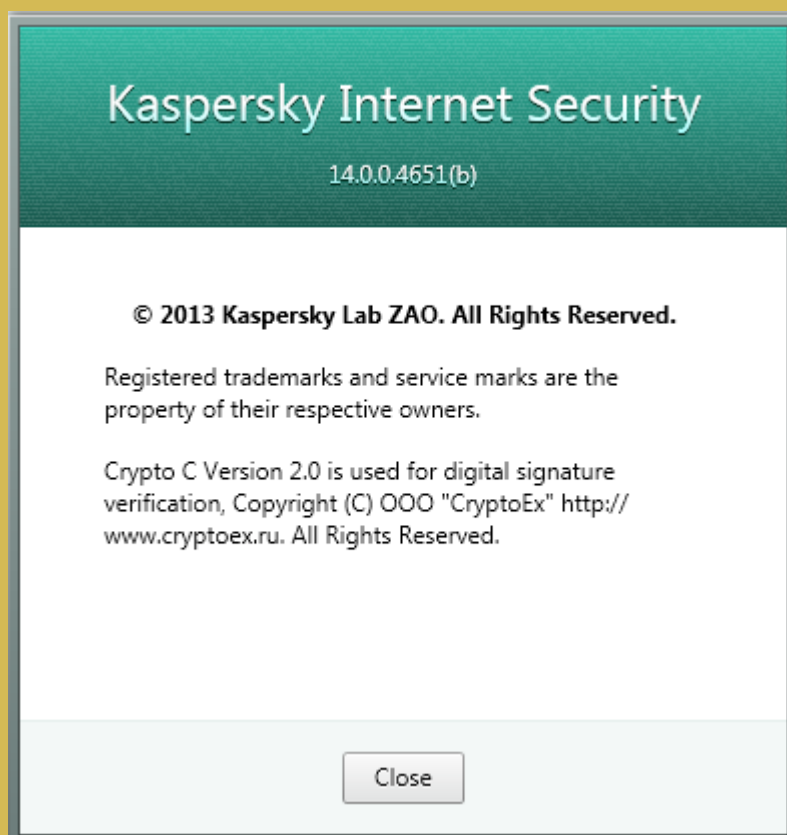 Kaspersky Internet Security
14.0.0.4651(b)
© 2013 Kaspersky Lab ZAO. All Rights Reserved.
Registered trademarks and service marks are the
property of their respective owners.
Crypto C Version 2.0 is used for digital signature
verification, Copyright (C) OOO "CryptoEx" http://
www.cryptoex.ru. All Rights Reserved.
Close